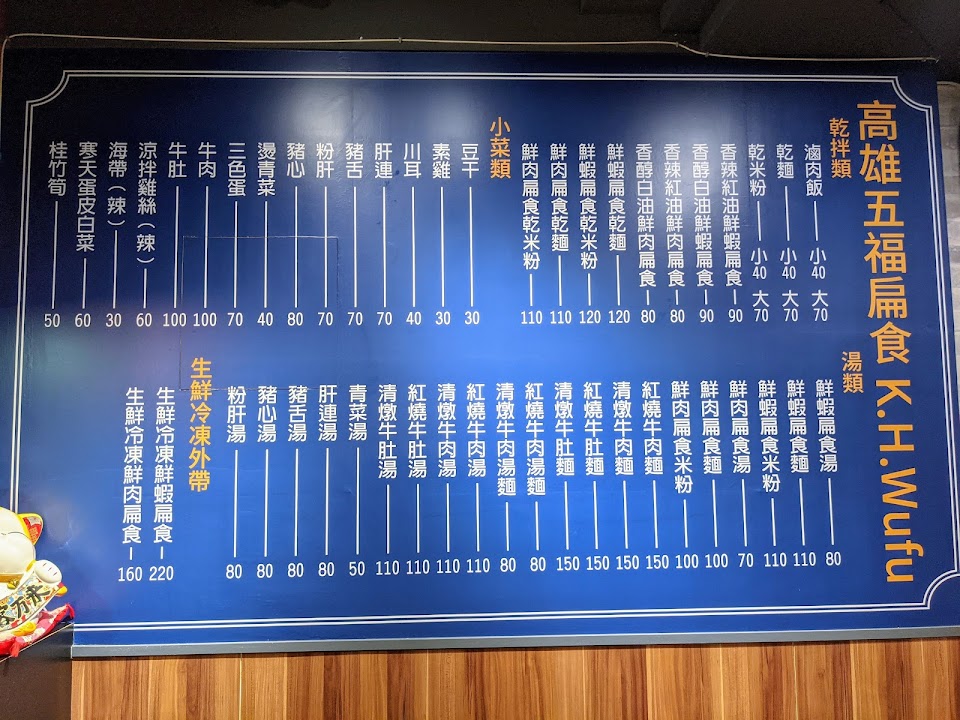 高雄五福扁食 K.H.Wufu
乾拌類
滷肉飯 小40 大70
乾麵 小40 大70
乾米粉 小40 大70
香辣紅油鮮蝦扁食 90
香醇白油鮮蝦扁食 90
香辣紅油鮮肉扁食 80
香醇白油鮮肉扁食 80
鮮蝦扁食乾麵 120
鮮蝦扁食乾米粉 120
鮮肉扁食乾麵 110
鮮肉扁食乾米粉 110
小菜類
豆干 30
素雞 30
川耳 40
肝連 70
豬舌 70
粉肝 70
豬心 80
燙青菜 40
三色蛋 70
牛肉 100
牛肚 100
涼拌雞絲(辣) 60
海帶(辣) 30
寒天蛋皮白菜 60
桂竹筍 50
湯類
鮮蝦扁食湯 80
鮮蝦扁食麵 110
鮮蝦扁食米粉 110
鮮肉扁食湯 70
鮮肉扁食麵 100
鮮肉扁食米粉 100
紅燒牛肉麵 150
清燉牛肉麵 150
紅燒牛肚麵 150
清燉牛肚麵 150
紅燒牛肉湯麵 80
清燉牛肉湯麵 80
紅燒牛肉湯 110
清燉牛肉湯 110
紅燒牛肚湯 110
清燉牛肚湯 110
青菜湯 50
肝連湯 80
豬舌湯 80
豬心湯 80
粉肝湯 80
生鮮冷凍外帶
生鮮冷凍鮮蝦扁食 220
生鮮冷凍鮮肉扁食 160